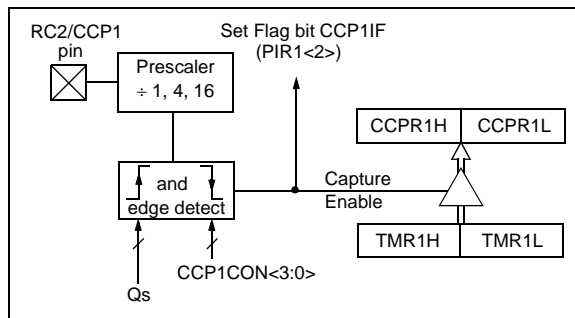 RC2/CCP1
pin
Prescaler
÷ 1, 4, 16
Set Flag bit CCP1IF
(PIR1<2>)
CCPR1H
CCPR1L
and
edge detect
Capture
Enable
TMR1H
TMR1L
CCP1CON<3:0>
Qs